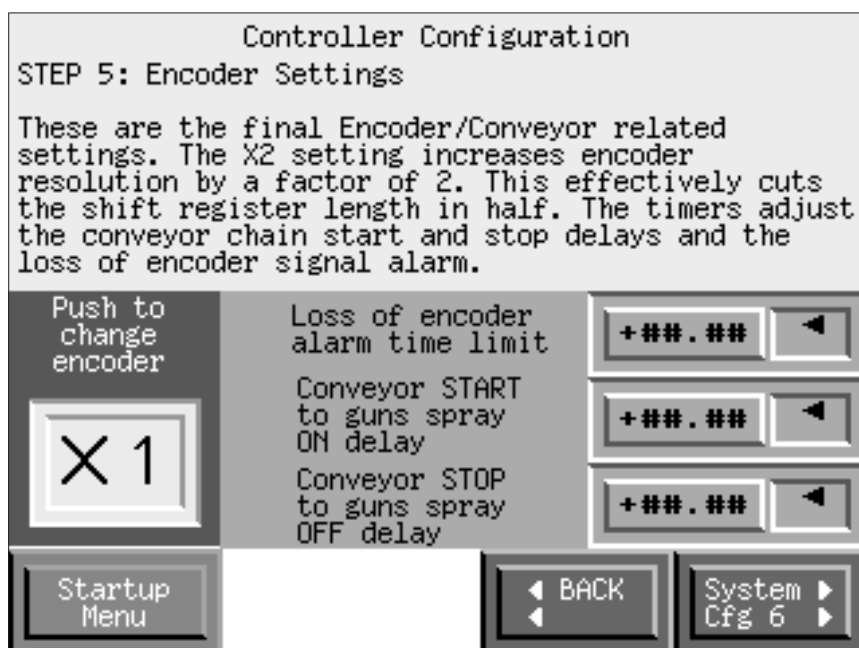 Controller Configuration
STEP 5: Encoder Settings
These are the final Encoder/Conveyor related
settings. The X2 setting increases encoder
resolution by a factor of 2. This effectively cuts
the shift register length in half. The timers adjust
the conveyor chain start and stop delays and the
loss of encoder signal alarm.
Push to
change
encoder
X1
Loss of encoder
alarm time limit
+##.##
Conveyor START
to guns spray
ON delay
+##.##
Conveyor STOP
to guns spray
OFF delay
+##.##
Startup
Menu
BACK
System
Cfg 6